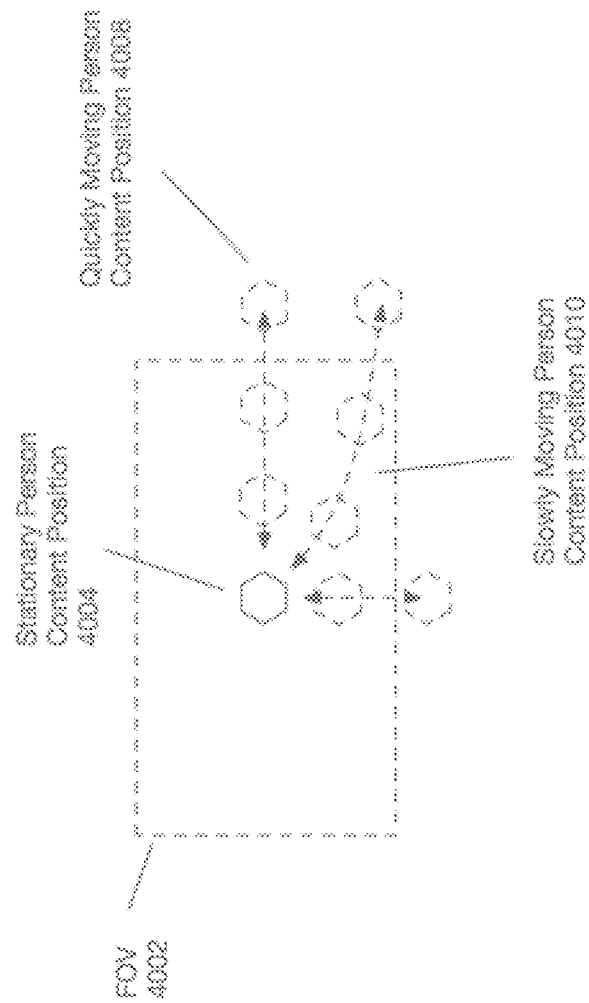 Quickly Moving Person
Content Position 4008
Stationary Person
Content Position
4004
Slowly Moving Person
Content Position 4010
FOV
4002